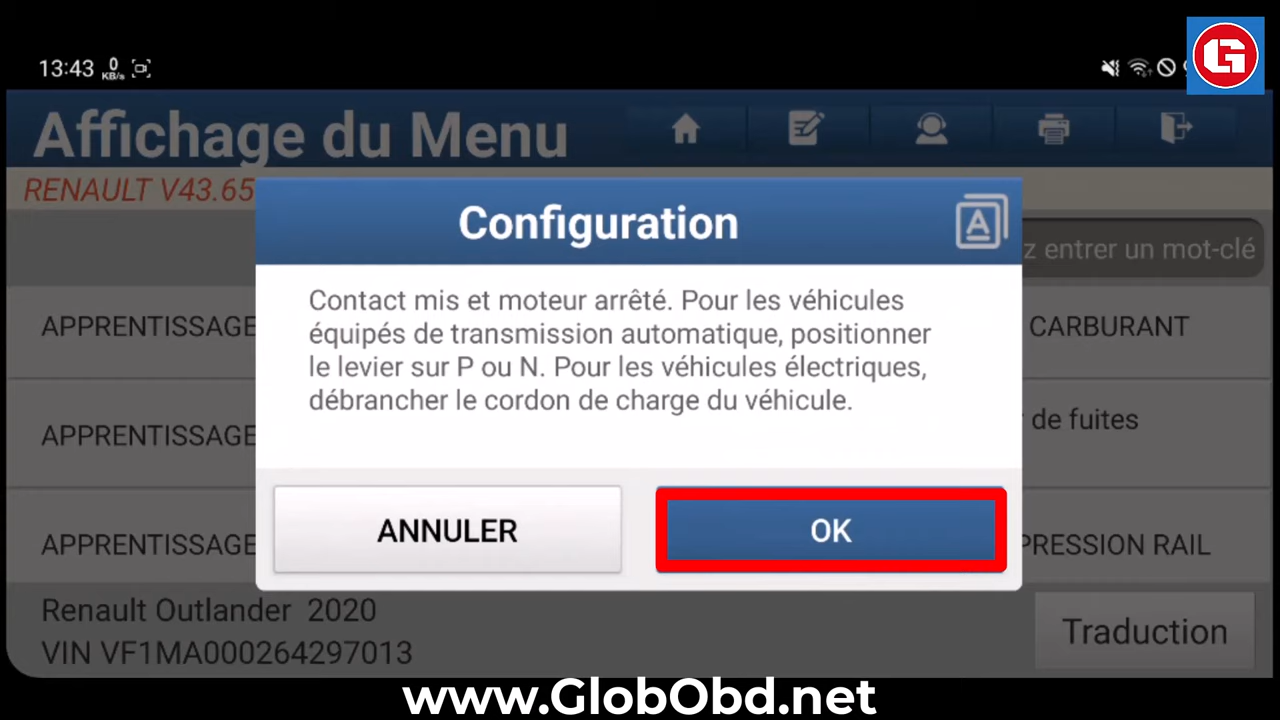 13:43 0 KB/s
Affichage du Menu
RENAULT V43.65
Configuration
A
z entrer un mot-clé
Contact mis et moteur arrêté. Pour les véhicules
équipés de transmission automatique, positionner
le levier sur P ou N. Pour les véhicules électriques,
débrancher le cordon de charge du véhicule.
APPRENTISSAGE
CARBURANT
APPRENTISSAGE
de fuites
APPRENTISSAGE
PRESSION RAIL
ANNULER
OK
Renault Outlander 2020
VIN VF1MA000264297013
Traduction
www.GlobObd.net